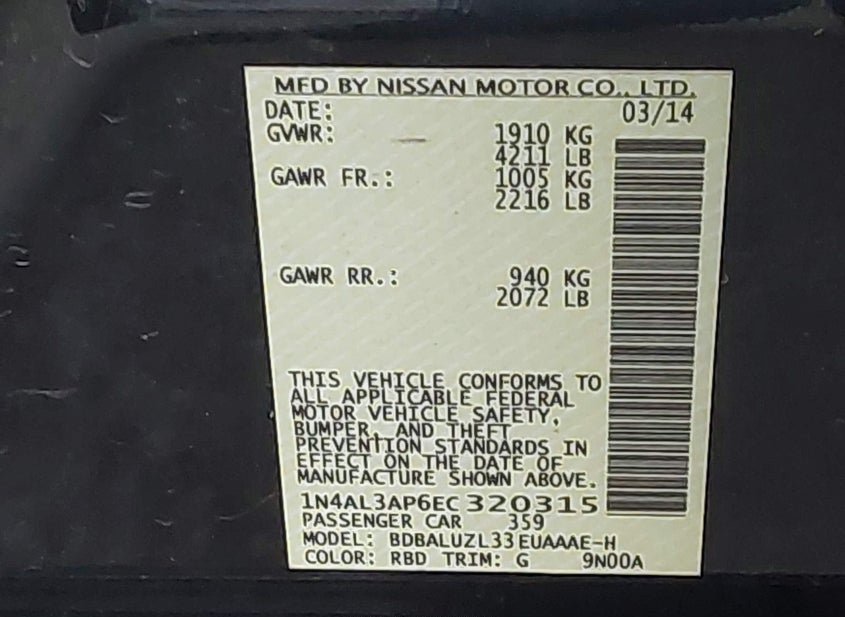 MFD BY NISSAN MOTOR CO., LTD.
DATE: 03/14
GVWR: 1910 KG
4211 LB
GAWR FR.: 1005 KG
2216 LB
GAWR RR.: 940 KG
2072 LB
THIS VEHICLE CONFORMS TO
ALL APPLICABLE FEDERAL
MOTOR VEHICLE SAFETY,
BUMPER, AND THEFT
PREVENTION STANDARDS IN
EFFECT ON THE DATE OF
MANUFACTURE SHOWN ABOVE.
1N4AL3AP6EC320315
PASSENGER CAR 359
MODEL: BDBALUZL33EUAAAE-H
COLOR: RBD TRIM: G 9N00A